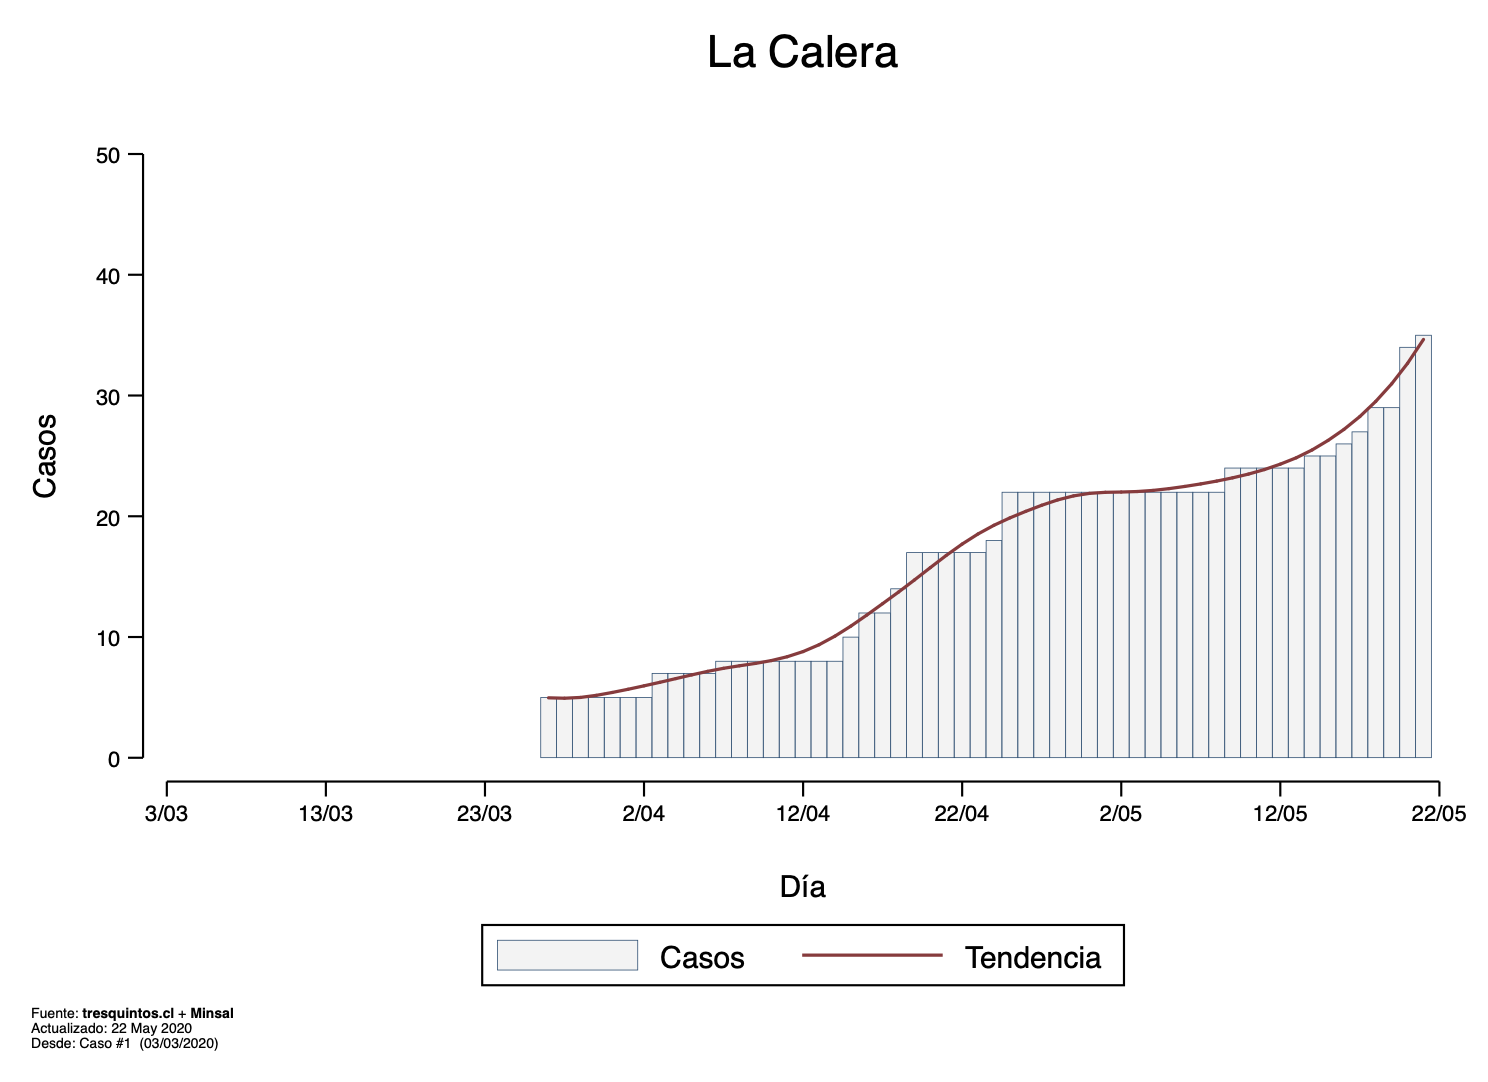 La Calera
50
40
30
20
10
0
Casos
3/03 13/03 23/03 2/04 12/04 22/04 2/05 12/05 22/05
Día
Casos Tendencia
Fuente: tresquintos.cl + Minsal
Actualizado: 22 May 2020
Desde: Caso #1 (03/03/2020)